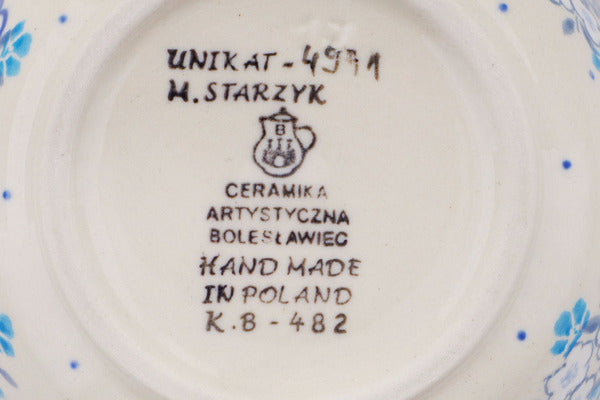 UNIKAT-4971
M.STARZYK
B
CERAMIKA
ARTYSTYCZNA
BOLESŁAWIEC
HAND MADE
IN POLAND
K.B-482